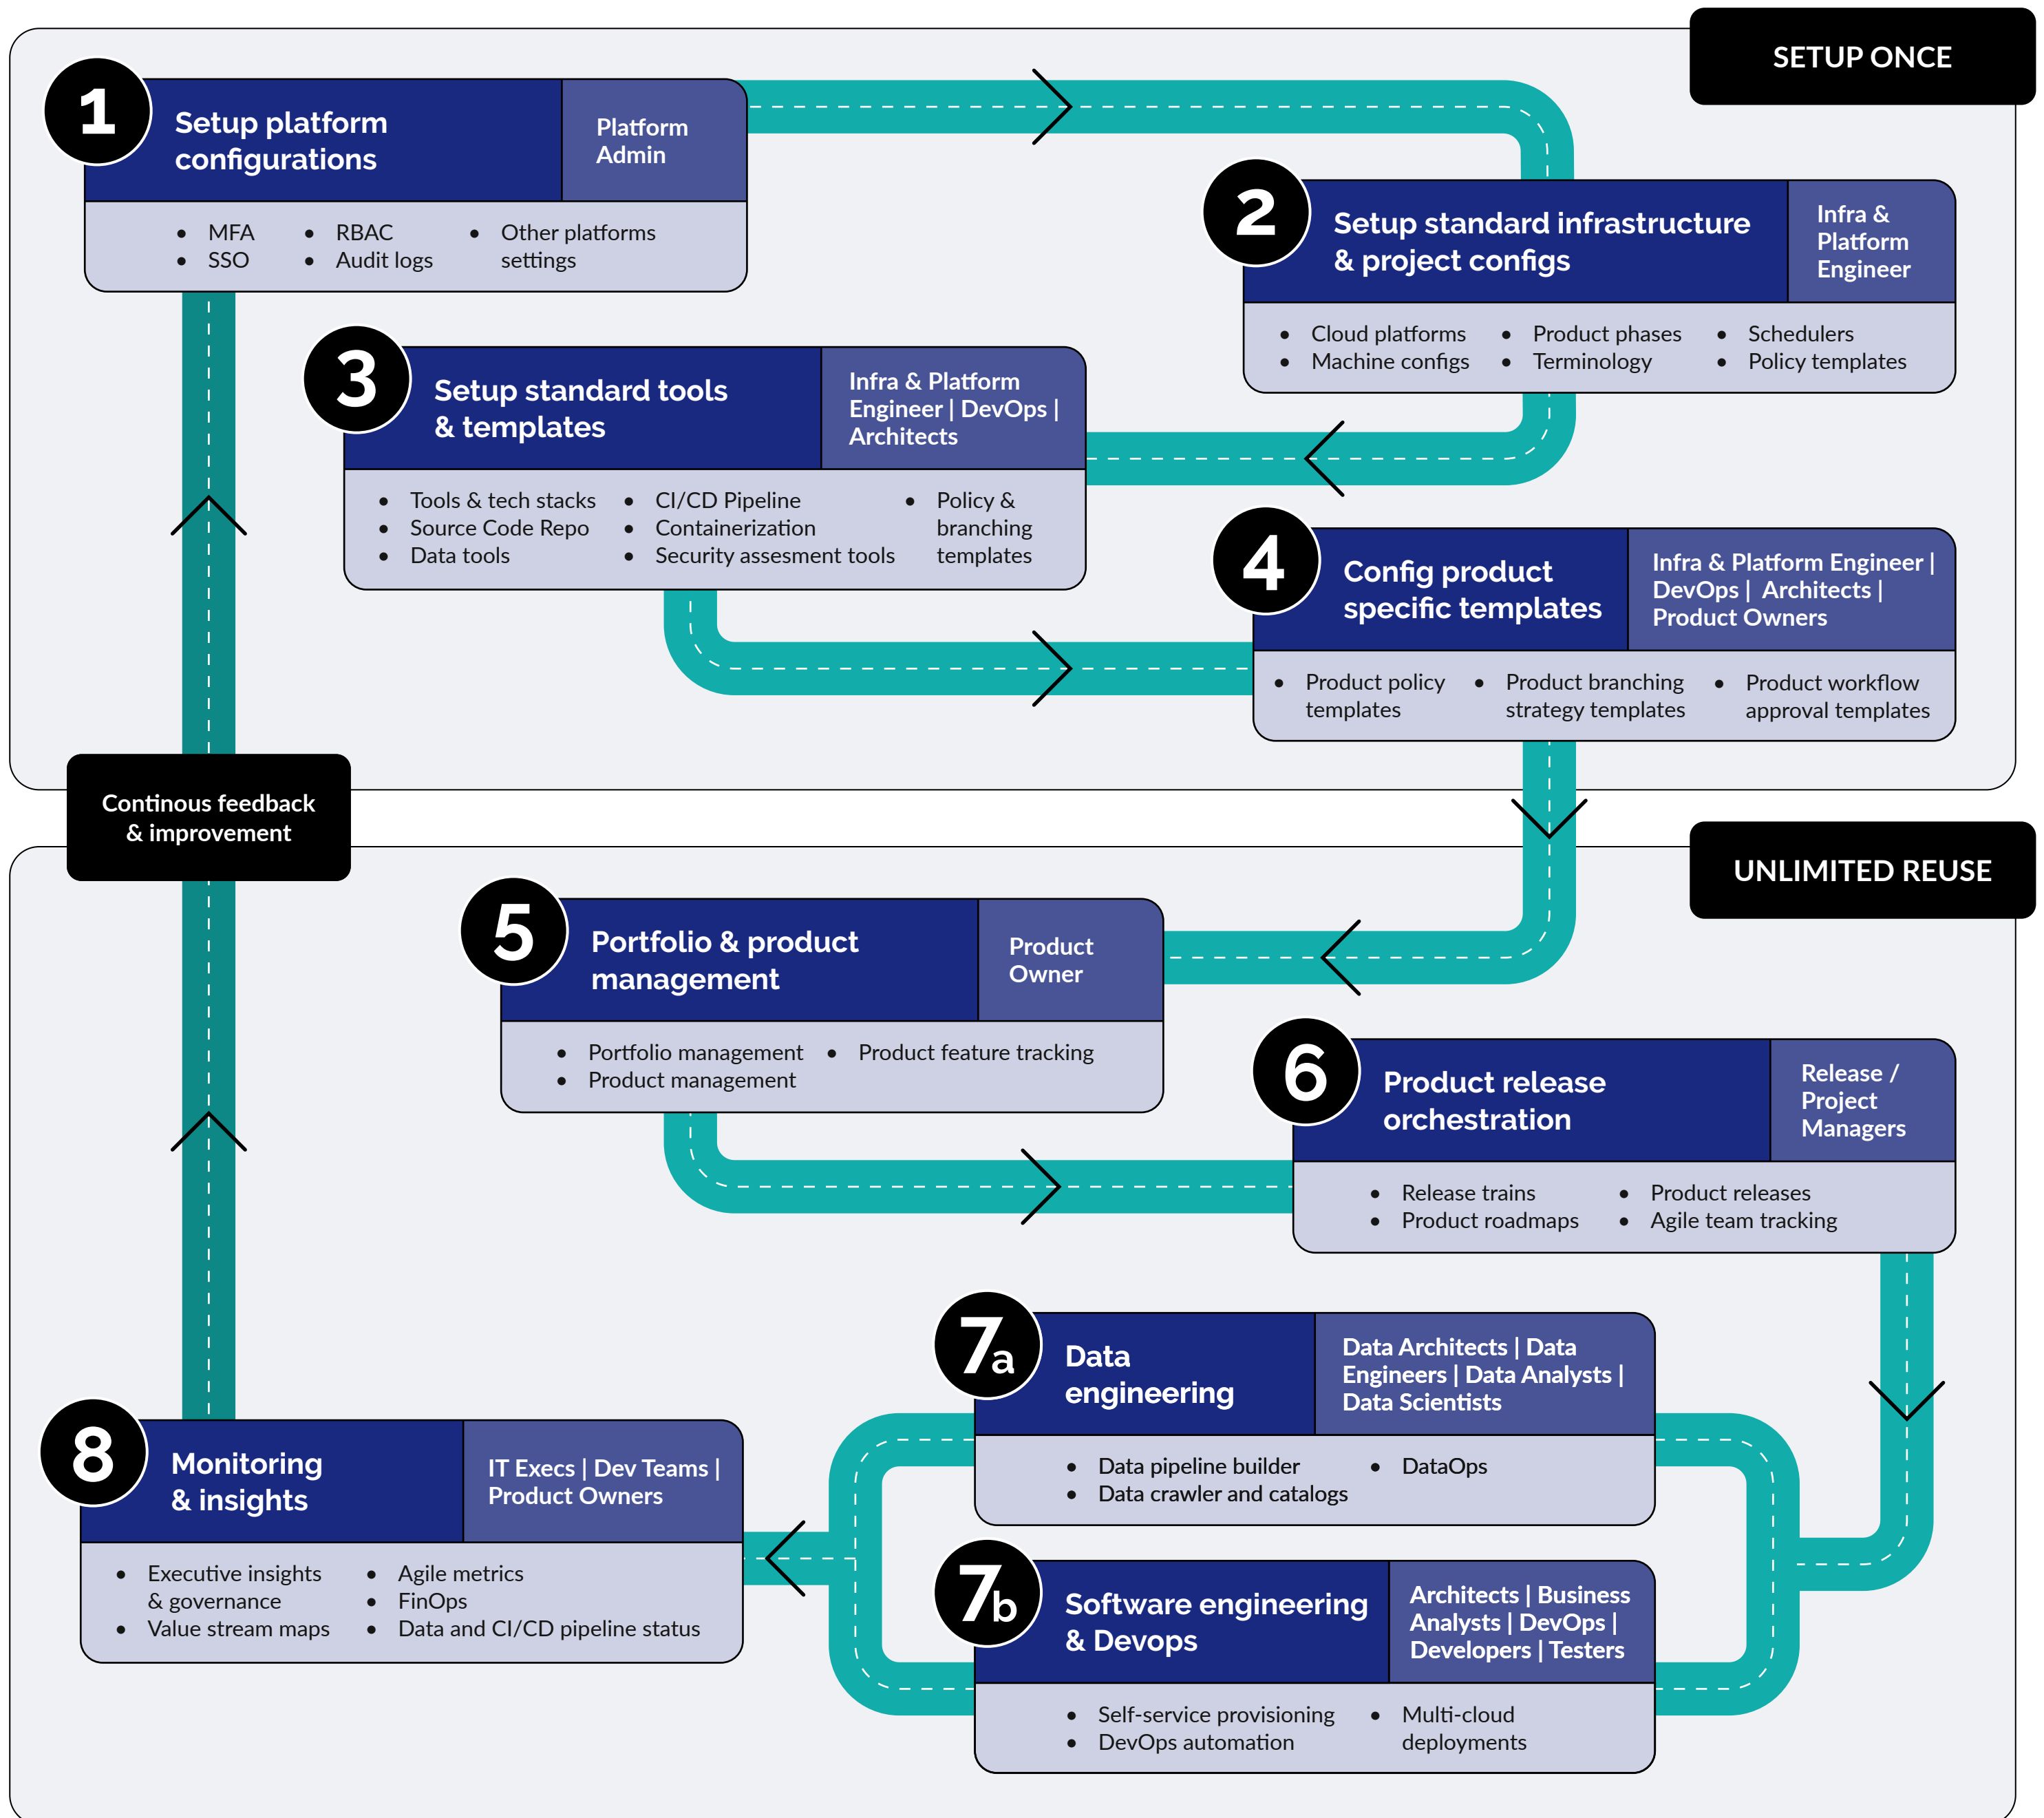 SETUP ONCE
1
Setup platform
configurations
Platform
Admin
• MFA
• SSO
• RBAC
• Audit logs
• Other platforms
settings
2
Setup standard infrastructure
& project configs
Infra &
Platform
Engineer
• Cloud platforms
• Machine configs
• Product phases
• Terminology
• Schedulers
• Policy templates
3
Setup standard tools
& templates
Infra & Platform
Engineer | DevOps |
Architects
• Tools & tech stacks
• Source Code Repo
• Data tools
• CI/CD Pipeline
• Containerization
• Security assesment tools
• Policy &
branching
templates
4
Config product
specific templates
Infra & Platform Engineer |
DevOps | Architects |
Product Owners
• Product policy
templates
• Product branching
strategy templates
• Product workflow
approval templates
Continous feedback
& improvement
UNLIMITED REUSE
5
Portfolio & product
management
Product
Owner
• Portfolio management
• Product management
• Product feature tracking
6
Product release
orchestration
Release /
Project
Managers
• Release trains
• Product roadmaps
• Product releases
• Agile team tracking
7a
Data
engineering
Data Architects | Data
Engineers | Data Analysts |
Data Scientists
• Data pipeline builder
• Data crawler and catalogs
• DataOps
7b
Software engineering
& Devops
Architects | Business
Analysts | DevOps |
Developers | Testers
• Self-service provisioning
• DevOps automation
• Multi-cloud
deployments
8
Monitoring
& insights
IT Execs | Dev Teams |
Product Owners
• Executive insights
& governance
• Value stream maps
• Agile metrics
• FinOps
• Data and CI/CD pipeline status